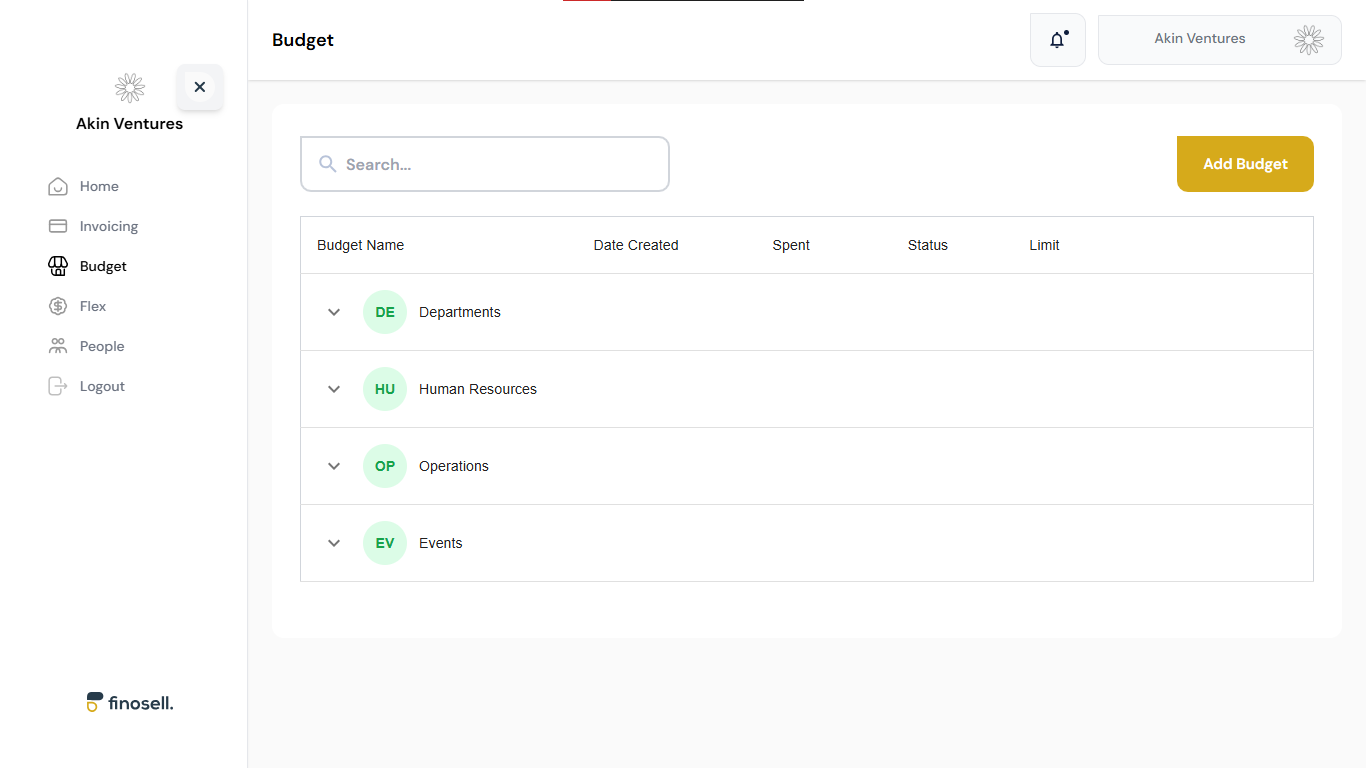 Budget
Akin Ventures
Akin Ventures
Home
Invoicing
Budget
Flex
People
Logout
finosell.
Search...
Add Budget
Budget Name Date Created Spent Status Limit
DE Departments
HU Human Resources
OP Operations
EV Events